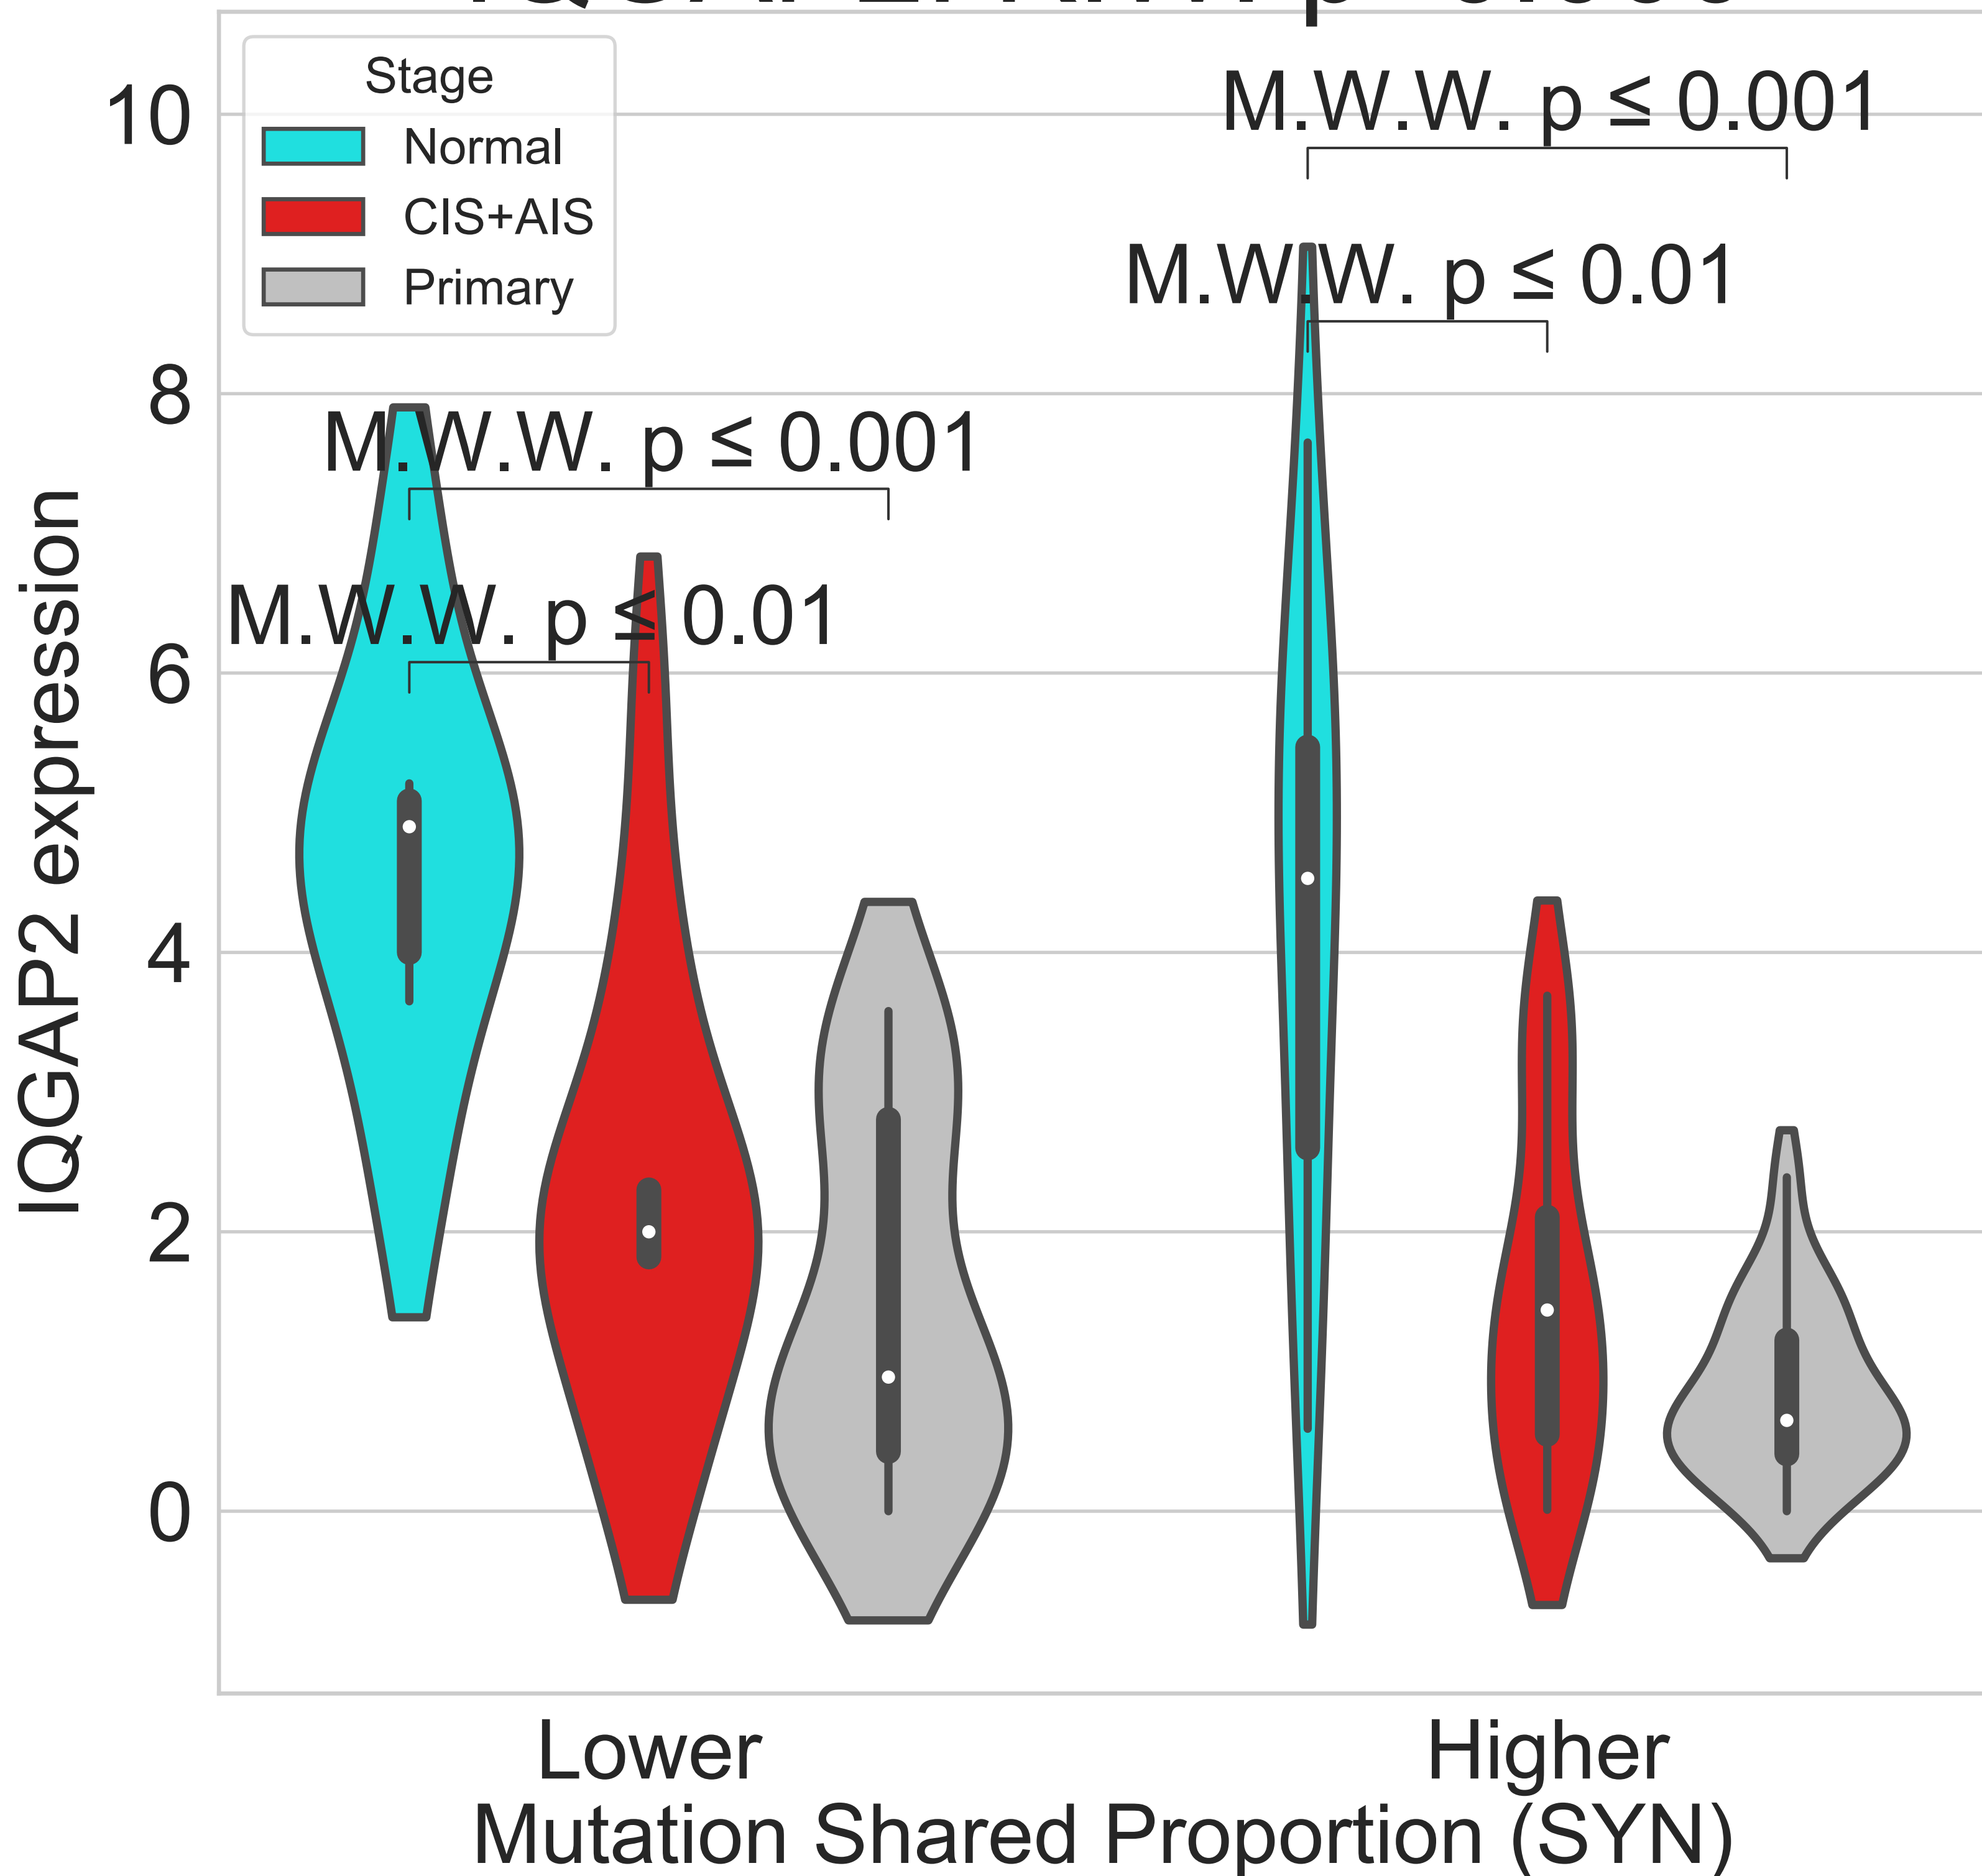 Stage
Normal
CIS+AIS
Primary
10
8
6
4
2
0
IQGAP2 expression
M.W.W. p ≤ 0.001
M.W.W. p ≤ 0.01
M.W.W. p ≤ 0.001
M.W.W. p ≤ 0.01
Lower
Higher
Mutation Shared Proportion (SYN)